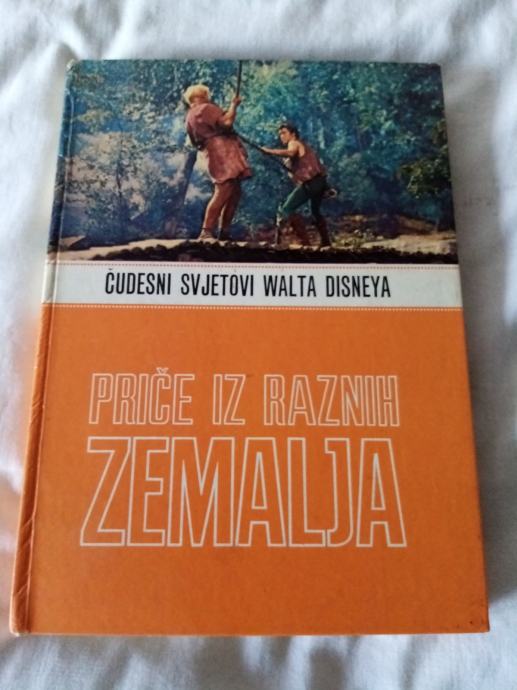 ČUDESNI SVJETOVI WALTA DISNEYA
PRIČE IZ RAZNIH
ZEMALJA